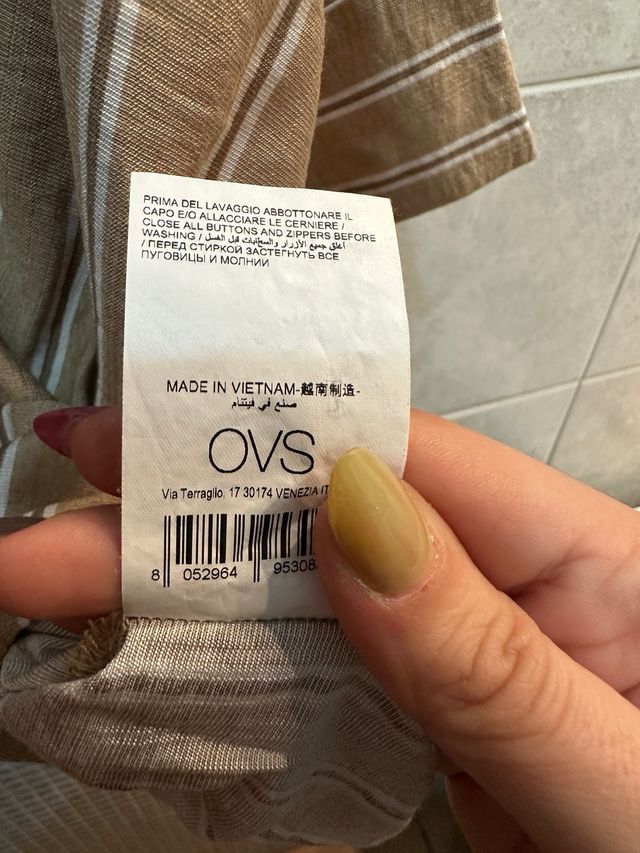 PRIMA DEL LAVAGGIO ABBOTTONARE IL
CAPO E/O ALLACCIARE LE CERNIERE /
CLOSE ALL BUTTONS AND ZIPPERS BEFORE
WASHING / أغلق جميع الأزرار والسحابات قبل الغسل
/ ПЕРЕД СТИРКОЙ ЗАСТЕГНУТЬ ВСЕ
ПУГОВИЦЫ И МОЛНИИ
MADE IN VIETNAM-越南制造-
صنع في فيتنام
OVS
Via Terraglio, 17 30174 VENEZIA IT
8 052964 95308